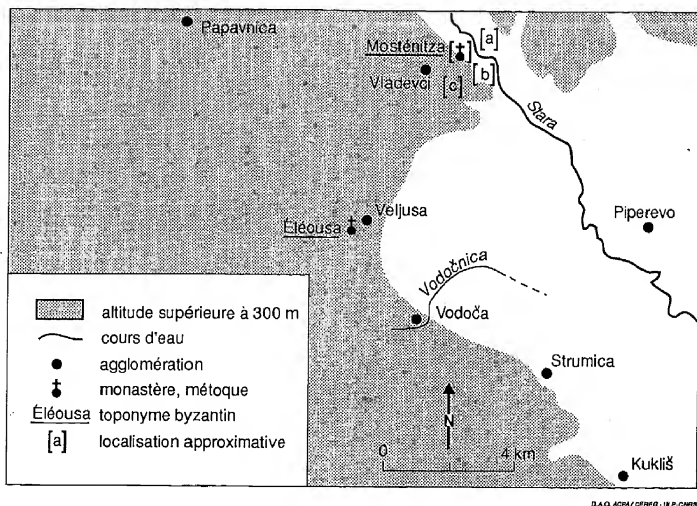 Papavnica
Mosténitza
[ ]
[a]
[b]
Vladevci
[c]
Stara
Veljusa
Éléousa
Piperevo
Vodočnica
Vodoča
Strumica
Kukliš
N
0
4 km
altitude supérieure à 300 m
cours d'eau
agglomération
monastère, métoque
Éléousa toponyme byzantin
[a] localisation approximative